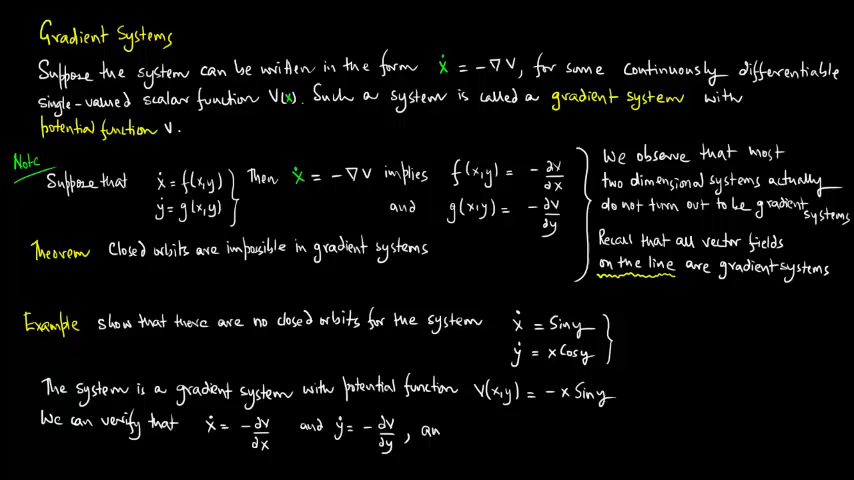 Gradient Systems
Suppose the system can be written in the form ẋ = -∇V, for some continuously differentiable
single-valued scalar function V(x). Such a system is called a gradient system with
potential function V.
Note
Suppose that ẋ = f(x,y)
ẏ = g(x,y)
Then ẋ = -∇V implies f(x,y) = -∂V/∂x
and g(x,y) = -∂V/∂y
We observe that most
two dimensional systems actually
do not turn out to be gradient systems
Recall that all vector fields
on the line are gradient systems
Theorem Closed orbits are impossible in gradient systems
Example show that there are no closed orbits for the system ẋ = Siny
ẏ = x Cosy
The system is a gradient system with potential function V(x,y) = -x Siny
We can verify that ẋ = -∂V/∂x and ẏ = -∂V/∂y, an